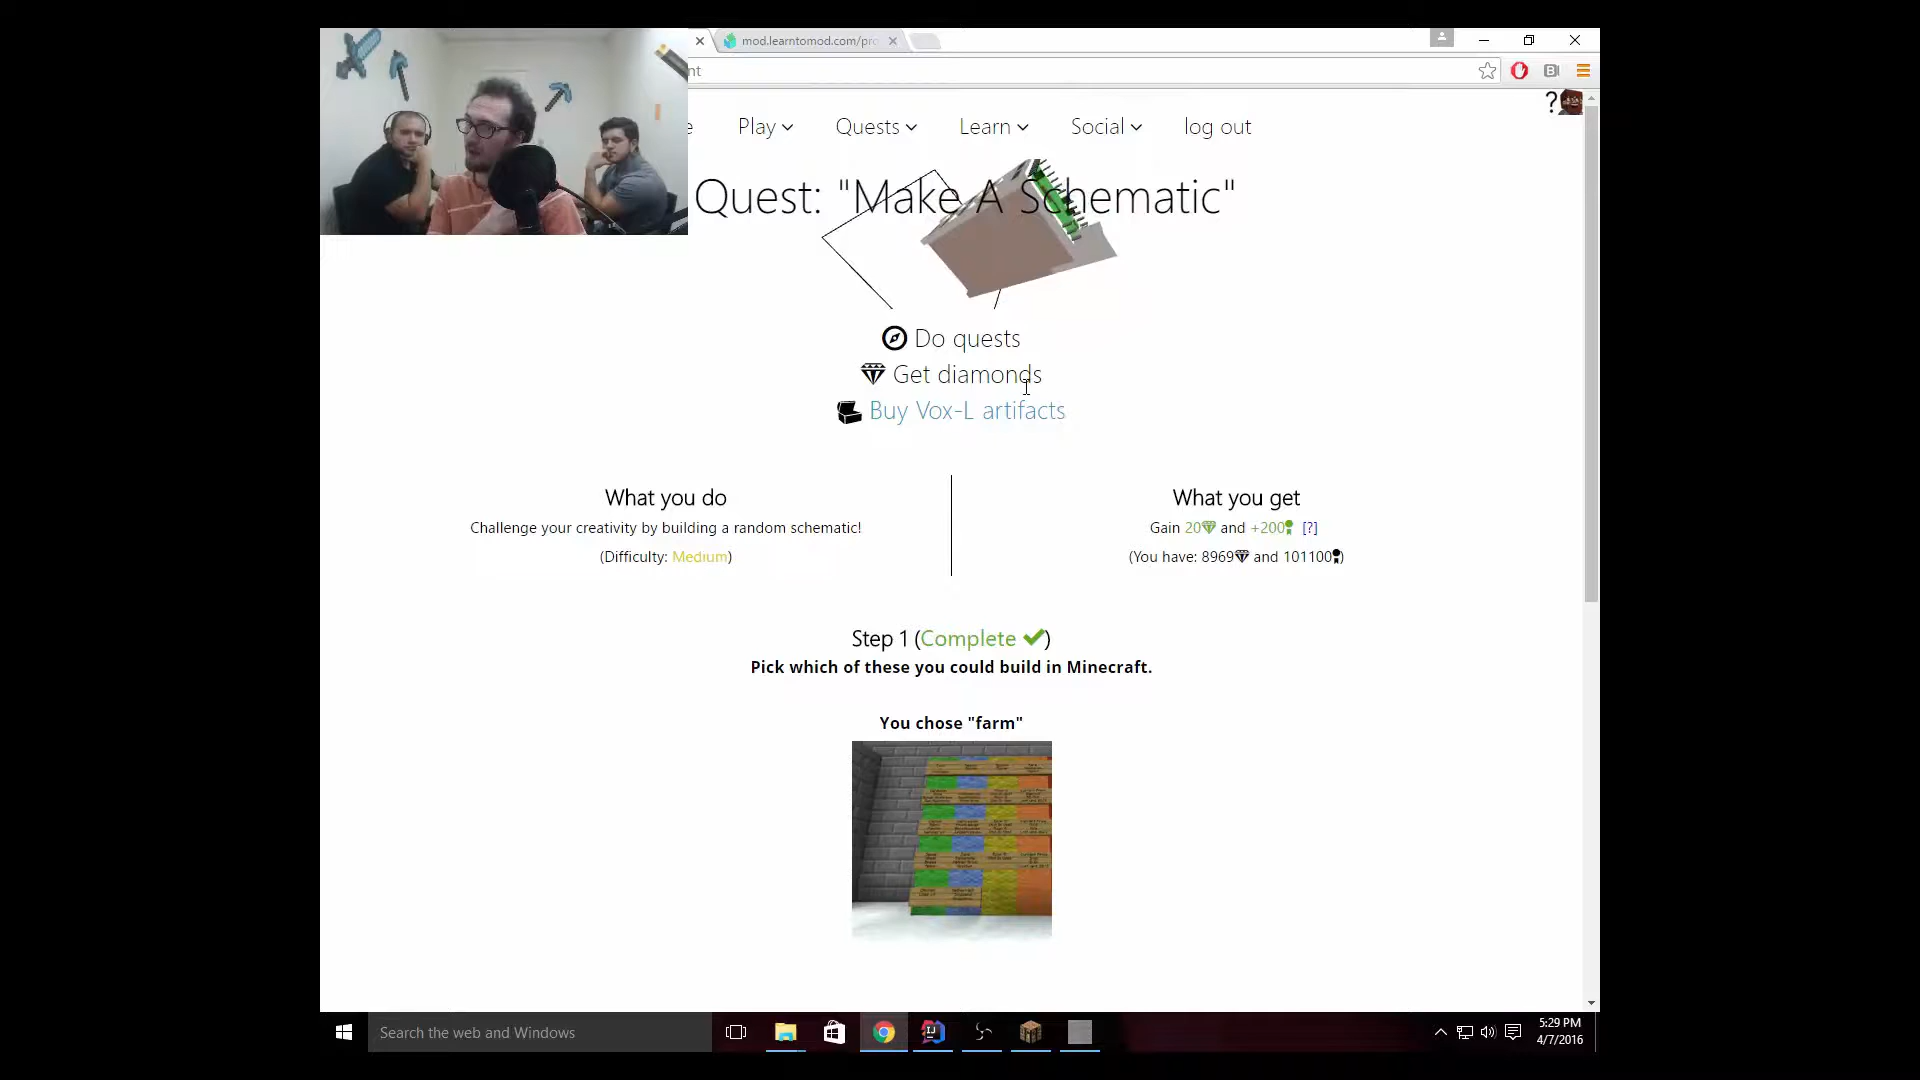 mod.learntomod.com/pro
nt
e
Play
Quests
Learn
Social
log out
?
Quest: "Make A Schematic"
Do quests
Get diamonds
Buy Vox-L artifacts
What you do
Challenge your creativity by building a random schematic!
(Difficulty: Medium)
What you get
Gain 20 and +200 [?]
(You have: 8969 and 101100)
Step 1 (Complete ✔)
Pick which of these you could build in Minecraft.
You chose "farm"
Search the web and Windows
5:29 PM
4/7/2016